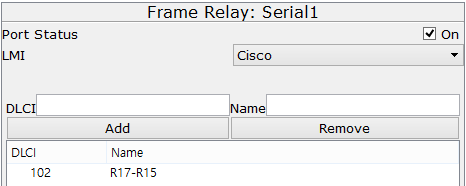 Frame Relay: Serial1
Port Status On
LMI Cisco
DLCI Name
Add Remove
DLCI Name
102 R17-R15